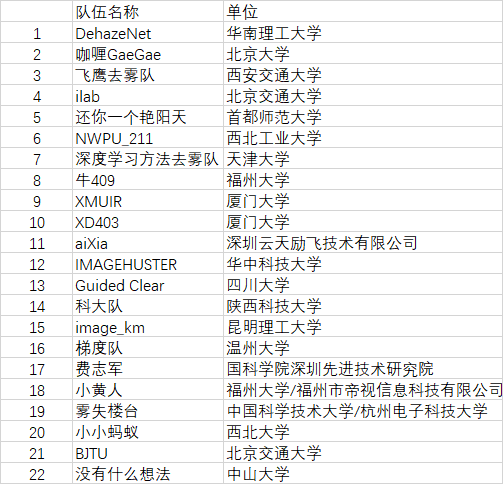 队伍名称 单位
1 DehazeNet 华南理工大学
2 咖喱GaeGae 北京大学
3 飞鹰去雾队 西安交通大学
4 ilab 北京交通大学
5 还你一个艳阳天 首都师范大学
6 NWPU_211 西北工业大学
7 深度学习方法去雾队 天津大学
8 牛409 福州大学
9 XMUIR 厦门大学
10 XD403 厦门大学
11 aiXia 深圳云天励飞技术有限公司
12 IMAGEHUSTER 华中科技大学
13 Guided Clear 四川大学
14 科大队 陕西科技大学
15 image_km 昆明理工大学
16 梯度队 温州大学
17 费志军 国科学院深圳先进技术研究院
18 小黄人 福州大学/福州市帝视信息科技有限公司
19 雾失楼台 中国科学技术大学/杭州电子科技大学
20 小小蚂蚁 西北大学
21 BJTU 北京交通大学
22 没有什么想法 中山大学